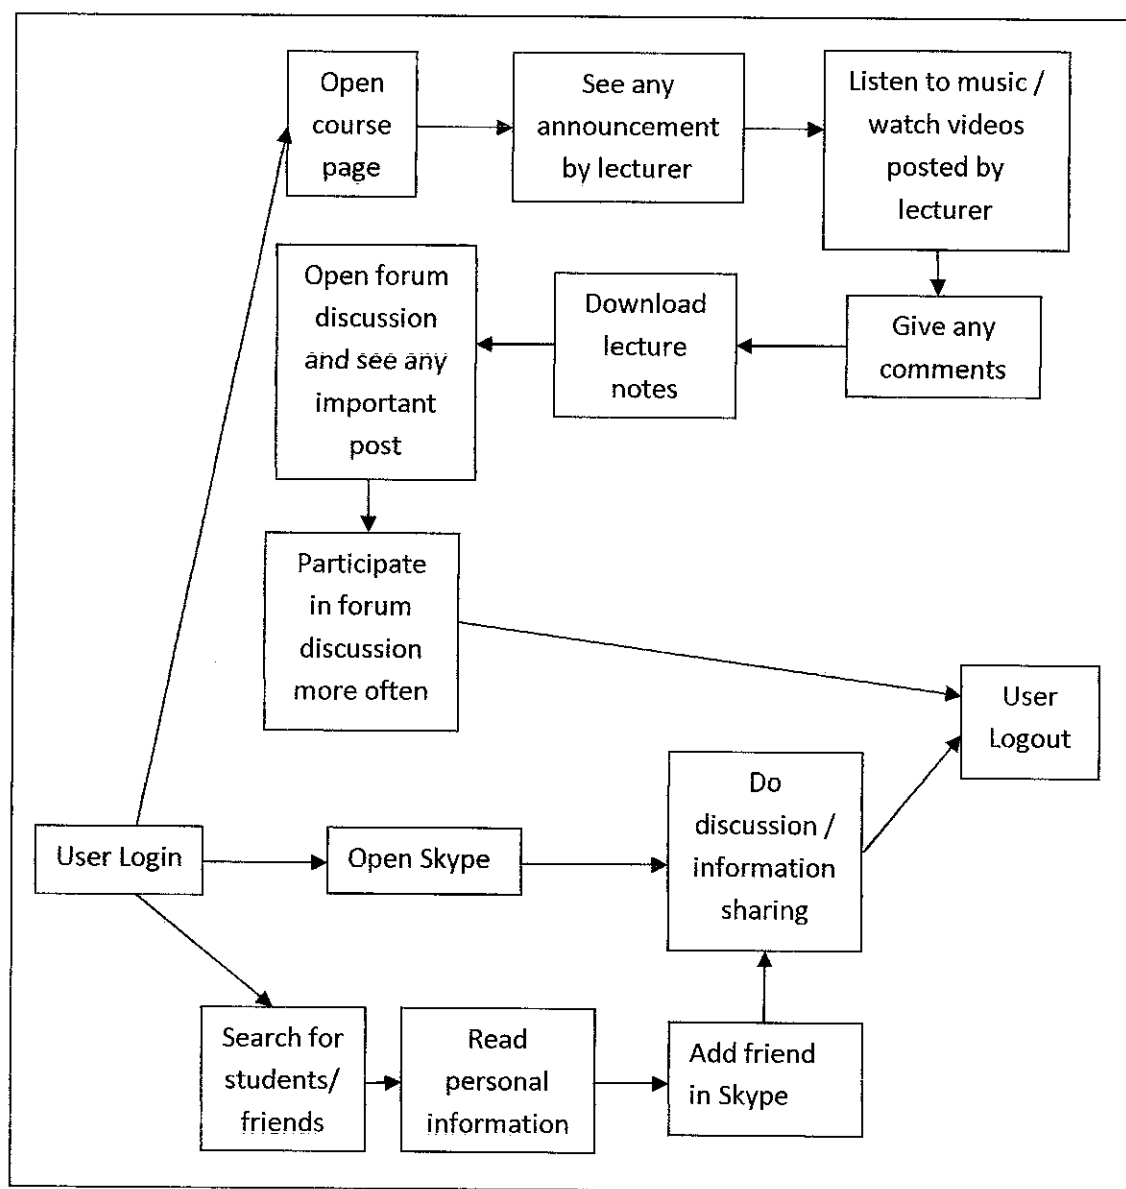 Open
course
page
See any
announcement
by lecturer
Listen to music /
watch videos
posted by
lecturer
Give any
comments
Download
lecture
notes
Open forum
discussion
and see any
important
post
Participate
in forum
discussion
more often
User
Logout
User Login
Open Skype
Do
discussion /
information
sharing
Search for
students/
friends
Read
personal
information
Add friend
in Skype